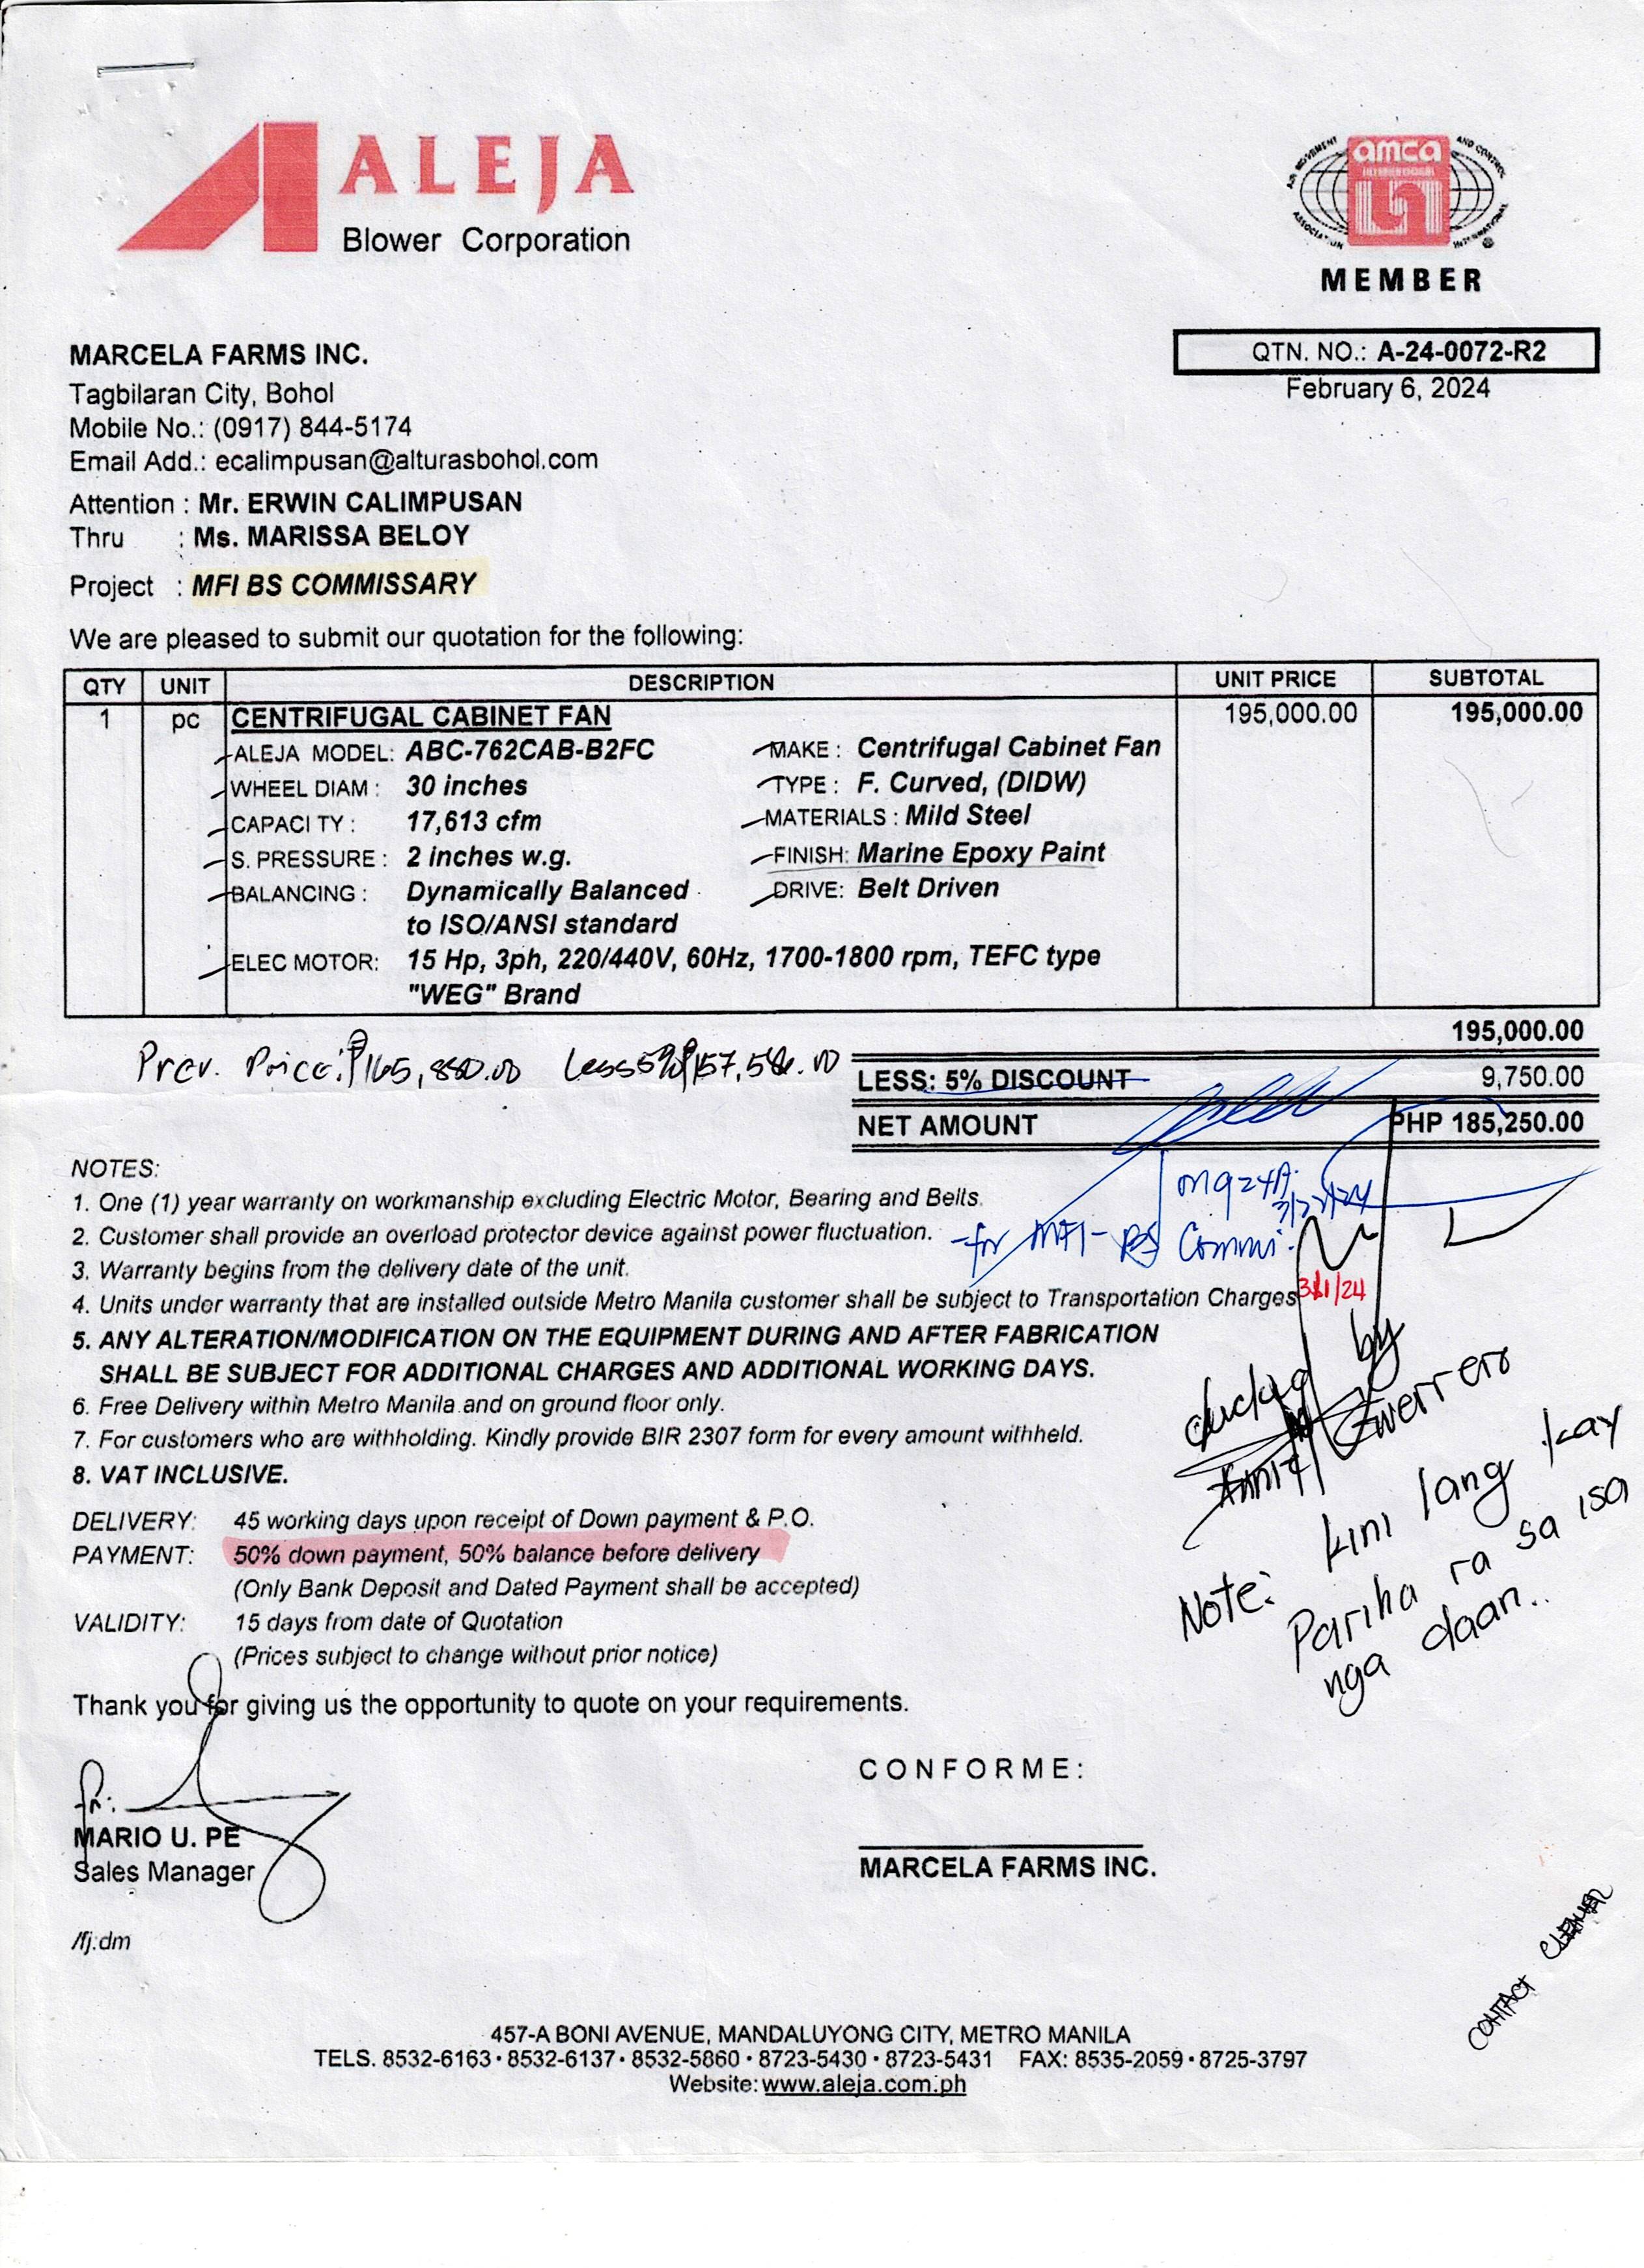 ALEJA
Blower Corporation
AIR MOVEMENT AND CONTROL
amca
INTERNATIONAL
ASSOCIATION INTERNATIONAL
MEMBER
MARCELA FARMS INC.
QTN. NO.: A-24-0072-R2
Tagbilaran City, Bohol
February 6, 2024
Mobile No.: (0917) 844-5174
Email Add.: ecalimpusan@alturasbohol.com
Attention : Mr. ERWIN CALIMPUSAN
Thru : Ms. MARISSA BELOY
Project : MFI BS COMMISSARY
We are pleased to submit our quotation for the following:
QTY UNIT DESCRIPTION UNIT PRICE SUBTOTAL
1 pc CENTRIFUGAL CABINET FAN 195,000.00 195,000.00
ALEJA MODEL: ABC-762CAB-B2FC MAKE : Centrifugal Cabinet Fan
WHEEL DIAM : 30 inches TYPE : F. Curved, (DIDW)
CAPACITY : 17,613 cfm MATERIALS : Mild Steel
S. PRESSURE : 2 inches w.g. FINISH: Marine Epoxy Paint
BALANCING : Dynamically Balanced DRIVE: Belt Driven
to ISO/ANSI standard
ELEC MOTOR: 15 Hp, 3ph, 220/440V, 60Hz, 1700-1800 rpm, TEFC type
"WEG" Brand
195,000.00
Prev. Price: ₱165,880.00 Less 5% ₱157,586.00
LESS: 5% DISCOUNT 9,750.00
NET AMOUNT PHP 185,250.00
NOTES:
1. One (1) year warranty on workmanship excluding Electric Motor, Bearing and Belts.
2. Customer shall provide an overload protector device against power fluctuation.
- for MFI - BS Commi.
3. Warranty begins from the delivery date of the unit.
4. Units under warranty that are installed outside Metro Manila customer shall be subject to Transportation Charges
5. ANY ALTERATION/MODIFICATION ON THE EQUIPMENT DURING AND AFTER FABRICATION
SHALL BE SUBJECT FOR ADDITIONAL CHARGES AND ADDITIONAL WORKING DAYS.
6. Free Delivery within Metro Manila and on ground floor only.
7. For customers who are withholding. Kindly provide BIR 2307 form for every amount withheld.
8. VAT INCLUSIVE.
by
Guerrero
Note: kini lang kay
Pariha ra sa isa
nga daan..
DELIVERY: 45 working days upon receipt of Down payment & P.O.
PAYMENT: 50% down payment, 50% balance before delivery
(Only Bank Deposit and Dated Payment shall be accepted)
VALIDITY: 15 days from date of Quotation
(Prices subject to change without prior notice)
Thank you for giving us the opportunity to quote on your requirements.
CONFORME:
for:
MARIO U. PE
Sales Manager
MARCELA FARMS INC.
/fj.dm
CONTACT CLEANER
457-A BONI AVENUE, MANDALUYONG CITY, METRO MANILA
TELS. 8532-6163 • 8532-6137 • 8532-5860 • 8723-5430 • 8723-5431 FAX: 8535-2059 • 8725-3797
Website: www.aleja.com.ph